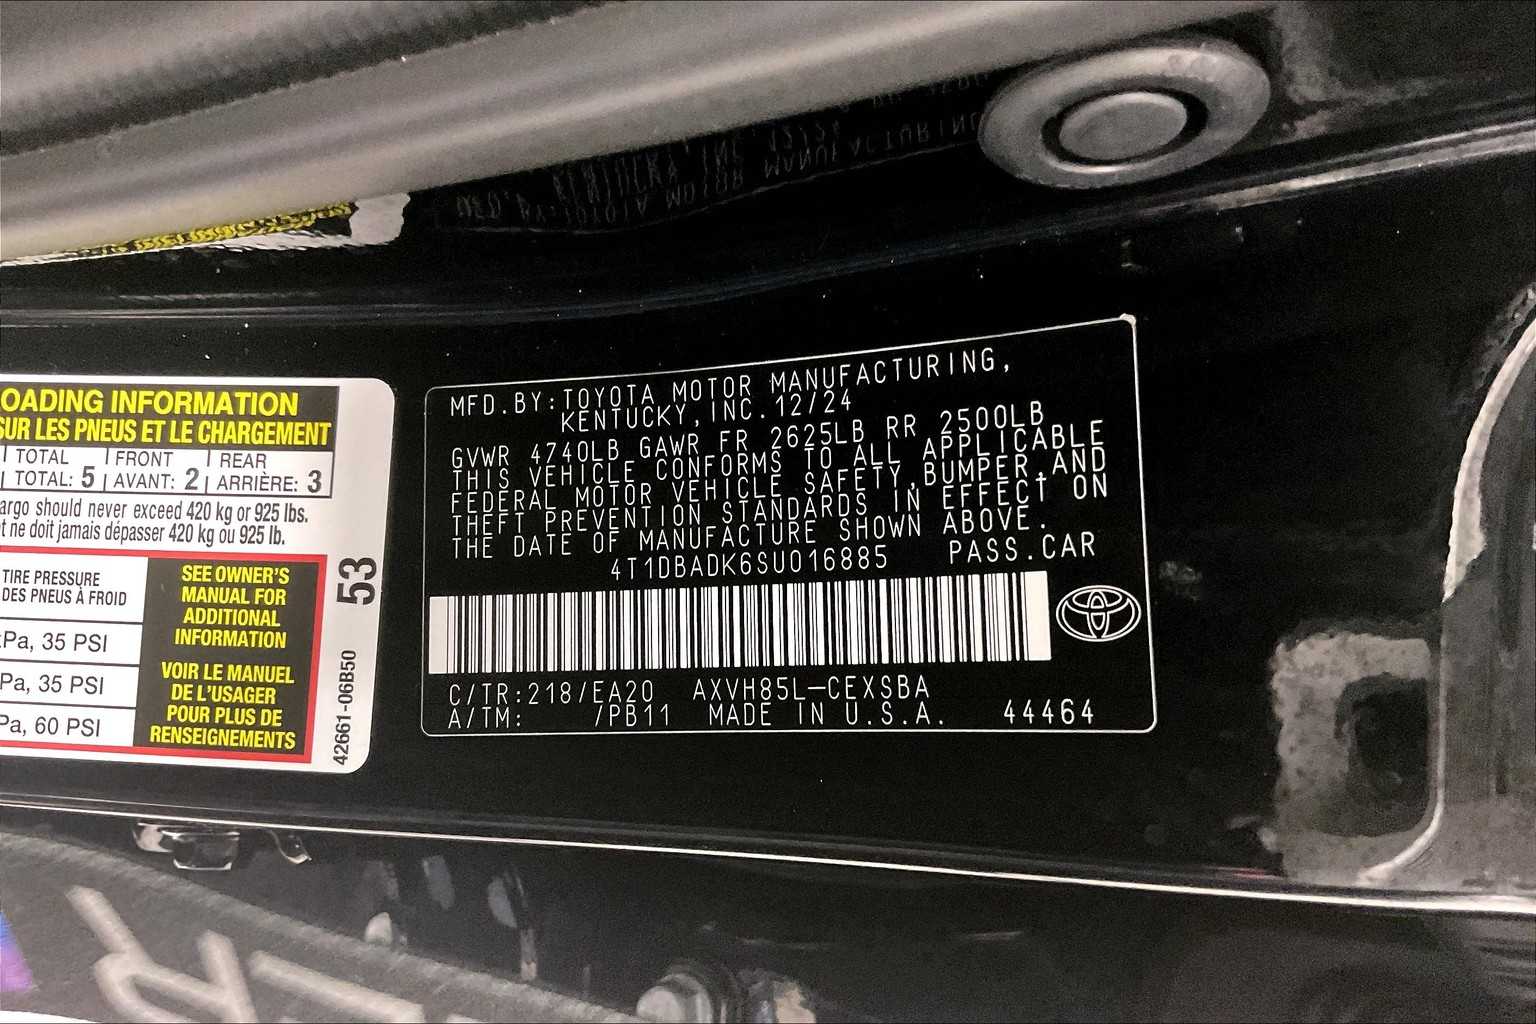 OADING INFORMATION
SUR LES PNEUS ET LE CHARGEMENT
TOTAL FRONT REAR
TOTAL: 5 AVANT: 2 ARRIÈRE: 3
argo should never exceed 420 kg or 925 lbs.
t ne doit jamais dépasser 420 kg ou 925 lb.
TIRE PRESSURE
DES PNEUS À FROID
kPa, 35 PSI
Pa, 35 PSI
Pa, 60 PSI
SEE OWNER'S
MANUAL FOR
ADDITIONAL
INFORMATION
VOIR LE MANUEL
DE L'USAGER
POUR PLUS DE
RENSEIGNEMENTS
53
42661-06B50
MFD.BY:TOYOTA MOTOR MANUFACTURING,
KENTUCKY,INC.12/24
GVWR 4740LB GAWR FR 2625LB RR 2500LB
THIS VEHICLE CONFORMS TO ALL APPLICABLE
FEDERAL MOTOR VEHICLE SAFETY,BUMPER,AND
THEFT PREVENTION STANDARDS IN EFFECT ON
THE DATE OF MANUFACTURE SHOWN ABOVE.
4T1DBADK6SU016885 PASS.CAR
C/TR:218/EA20 AXVH85L-CEXSBA
A/TM: /PB11 MADE IN U.S.A. 44464